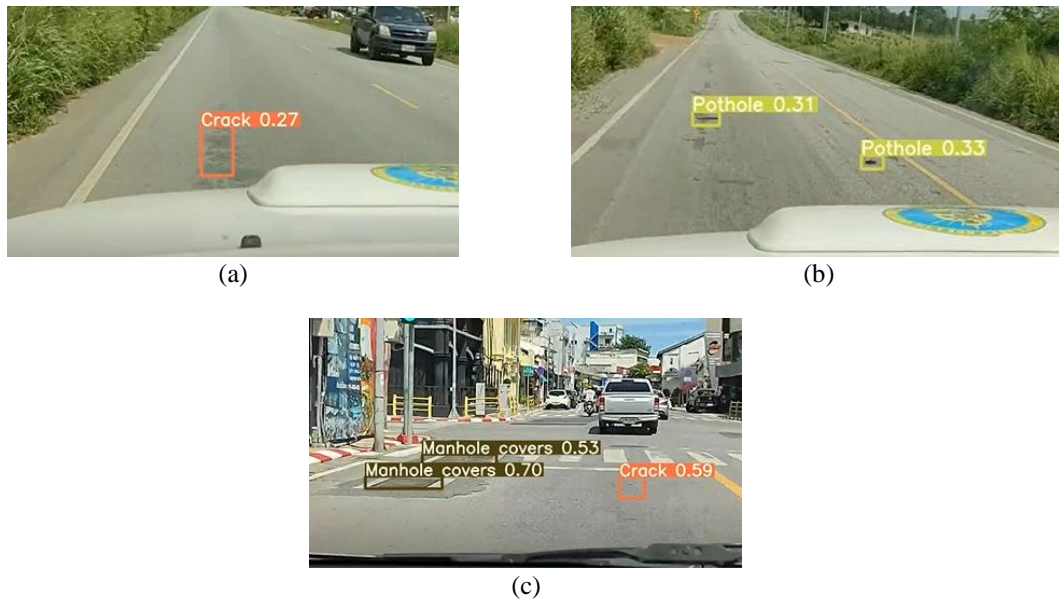 Crack 0.27
Pothole 0.31
Pothole 0.33
(a)
(b)
Manhole covers 0.53
Manhole covers 0.70
Crack 0.59
(c)